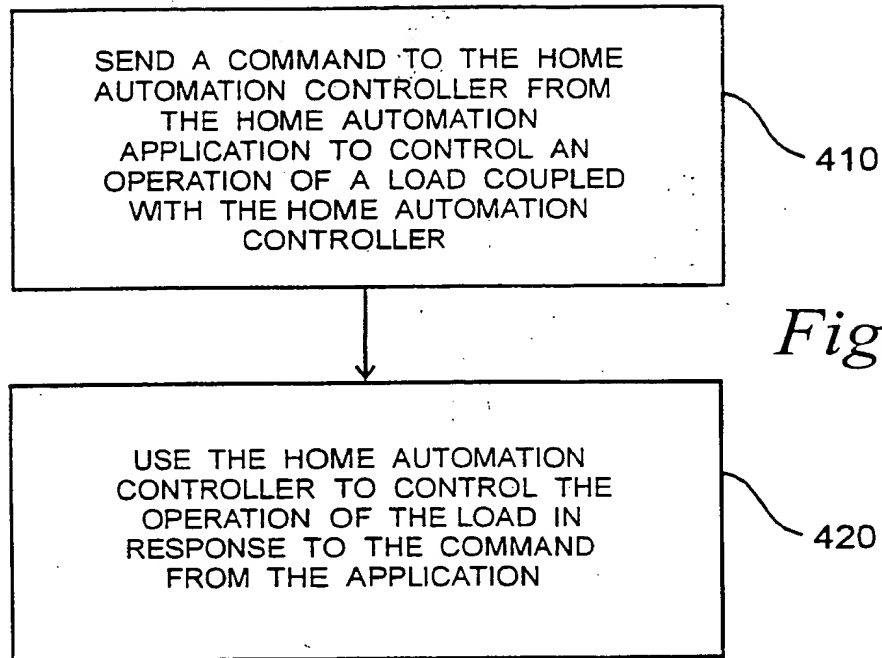 SEND A COMMAND TO THE HOME
AUTOMATION CONTROLLER FROM
THE HOME AUTOMATION
APPLICATION TO CONTROL AN
OPERATION OF A LOAD COUPLED
WITH THE HOME AUTOMATION
CONTROLLER
410
Fig
USE THE HOME AUTOMATION
CONTROLLER TO CONTROL THE
OPERATION OF THE LOAD IN
RESPONSE TO THE COMMAND
FROM THE APPLICATION
420